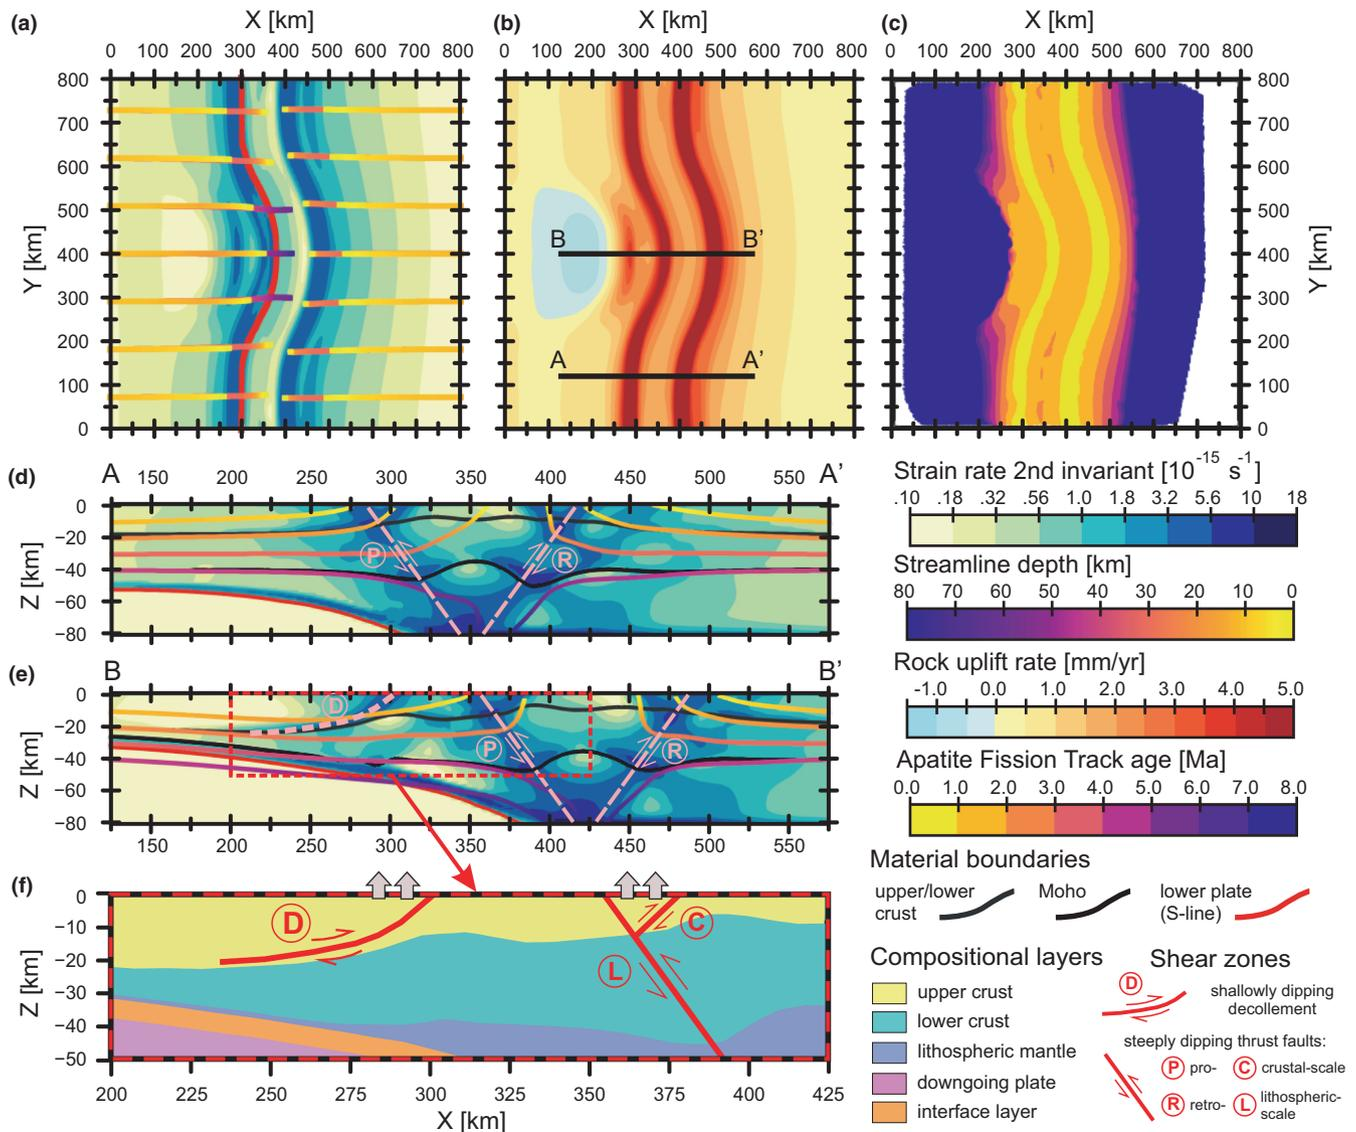 (a) X [km] (b) X [km] (c) X [km]
0 100 200 300 400 500 600 700 800 0 100 200 300 400 500 600 700 800 0 100 200 300 400 500 600 700 800
800 800
700 700
600 600
500 500
B B’
Y [km] 400 400 Y [km]
300 300
200 200
A A’
100 100
0 0
(d) A 150 200 250 300 350 400 450 500 550 A’
0
−20
P R
Z [km] −40
−60
−80
(e) B B’
0
D
−20
P R
Z [km] −40
−60
−80
150 200 250 300 350 400 450 500 550
(f)
0
D C
−10
−20
L
Z [km] −30
−40
−50
200 225 250 275 300 325 350 375 400 425
X [km]
Strain rate 2nd invariant [10-15 s-1]
.10 .18 .32 .56 1.0 1.8 3.2 5.6 10 18
Streamline depth [km]
80 70 60 50 40 30 20 10 0
Rock uplift rate [mm/yr]
-1.0 0.0 1.0 2.0 3.0 4.0 5.0
Apatite Fission Track age [Ma]
0.0 1.0 2.0 3.0 4.0 5.0 6.0 7.0 8.0
Material boundaries
upper/lower Moho lower plate
crust (S-line)
Compositional layers
upper crust
lower crust
lithospheric mantle
downgoing plate
interface layer
Shear zones
D
shallowly dipping
decollement
steeply dipping thrust faults:
P pro- C crustal-scale
R retro- L lithospheric-
scale